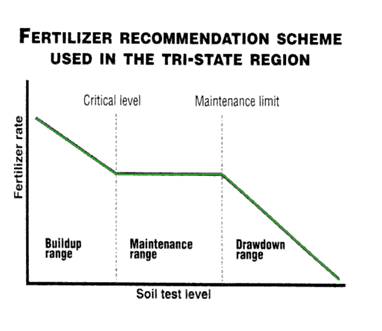 FERTILIZER RECOMMENDATION SCHEME
USED IN THE TRI-STATE REGION
Critical level
Maintenance limit
Fertilizer rate
Buildup
range
Maintenance
range
Drawdown
range
Soil test level